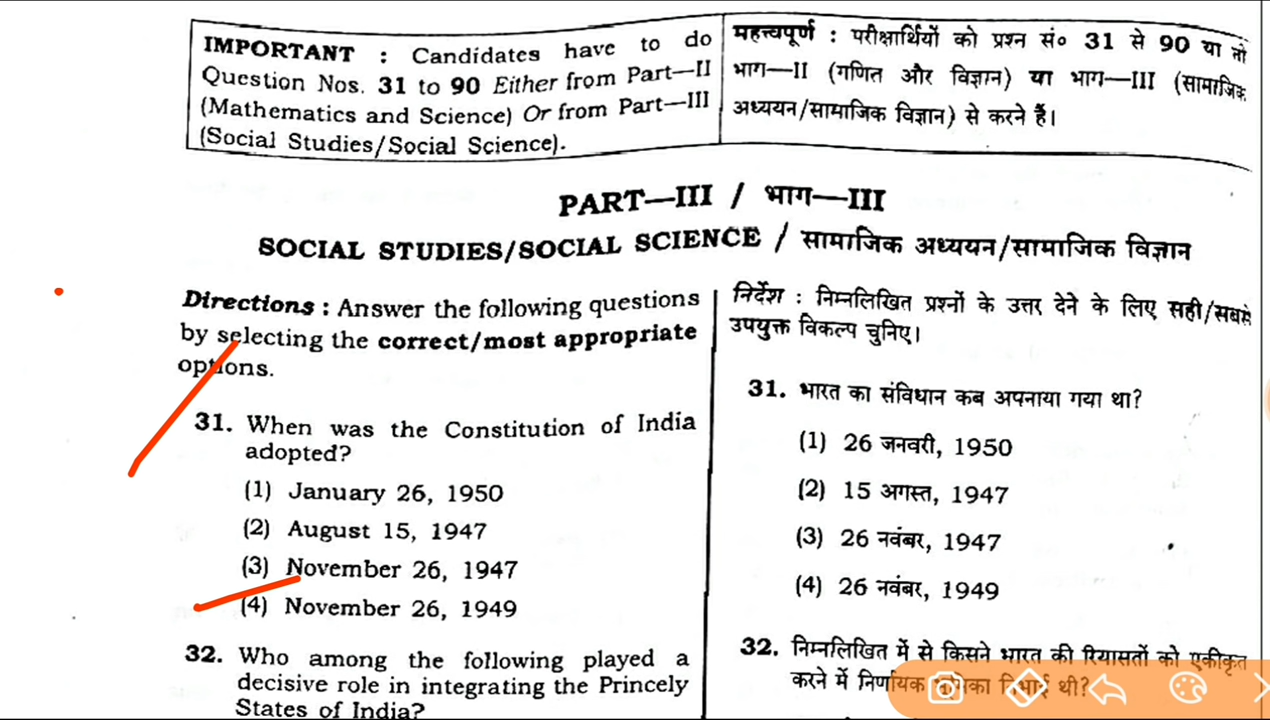 IMPORTANT : Candidates have to do
Question Nos. 31 to 90 Either from Part—II
(Mathematics and Science) Or from Part—III
(Social Studies/Social Science).
महत्त्वपूर्ण : परीक्षार्थियों को प्रश्न सं० 31 से 90 या तो
भाग—II (गणित और विज्ञान) या भाग—III (सामाजिक
अध्ययन/सामाजिक विज्ञान) से करने हैं।
PART—III / भाग—III
SOCIAL STUDIES/SOCIAL SCIENCE / सामाजिक अध्ययन/सामाजिक विज्ञान
Directions : Answer the following questions
by selecting the correct/most appropriate
options.
31. When was the Constitution of India
adopted?
(1) January 26, 1950
(2) August 15, 1947
(3) November 26, 1947
(4) November 26, 1949
32. Who among the following played a
decisive role in integrating the Princely
States of India?
निर्देश : निम्नलिखित प्रश्नों के उत्तर देने के लिए सही/सबसे
उपयुक्त विकल्प चुनिए।
31. भारत का संविधान कब अपनाया गया था?
(1) 26 जनवरी, 1950
(2) 15 अगस्त, 1947
(3) 26 नवंबर, 1947
(4) 26 नवंबर, 1949
32. निम्नलिखित में से किसने भारत की रियासतों को एकीकृत
करने में निर्णायक भूमिका निभाई थी?